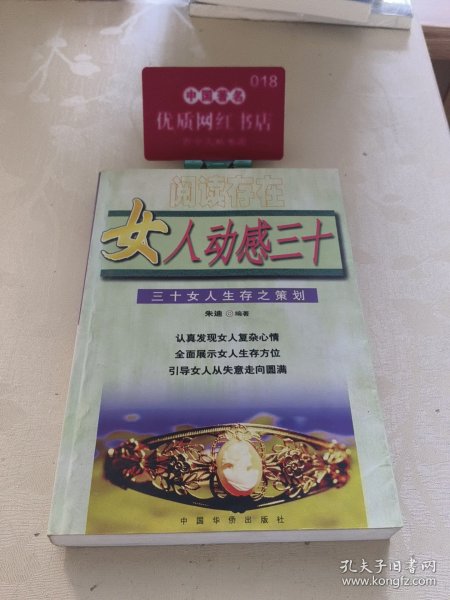 018
中国著名
优质网红书店
阅读存在
女人动感三十
三十女人生存之策划
朱迪◎编著
认真发现女人复杂心情
全面展示女人生存方位
引导女人从失意走向圆满
中国华侨出版社
孔夫子旧书网
www.kongfz.com